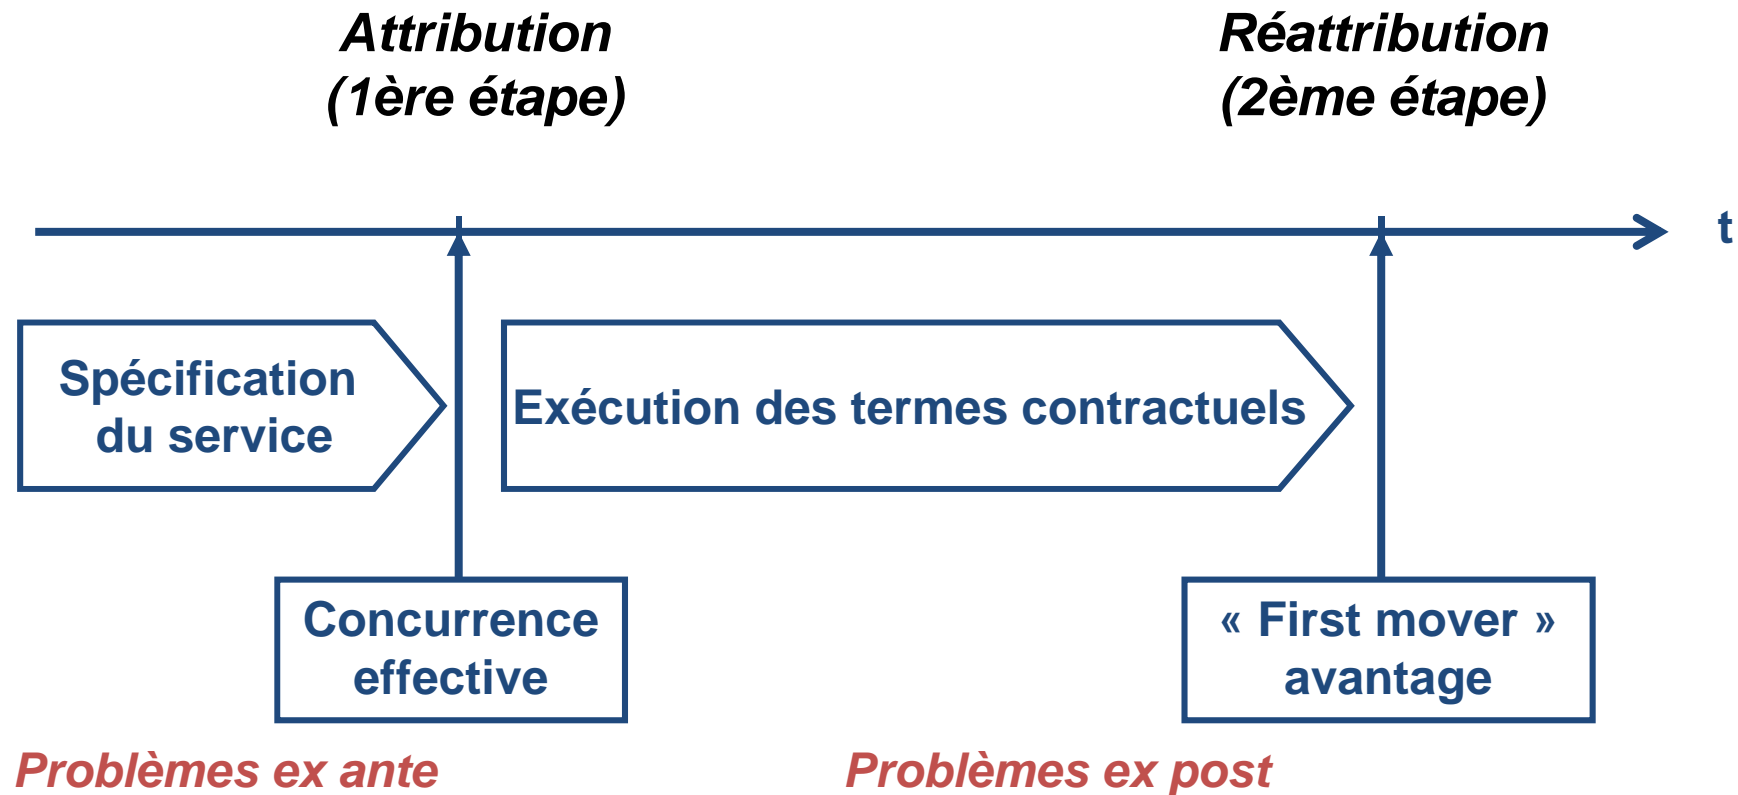 Attribution
(1ère étape)
Réattribution
(2ème étape)
t
Spécification
du service
Exécution des termes contractuels
Concurrence
effective
« First mover »
avantage
Problèmes ex ante
Problèmes ex post